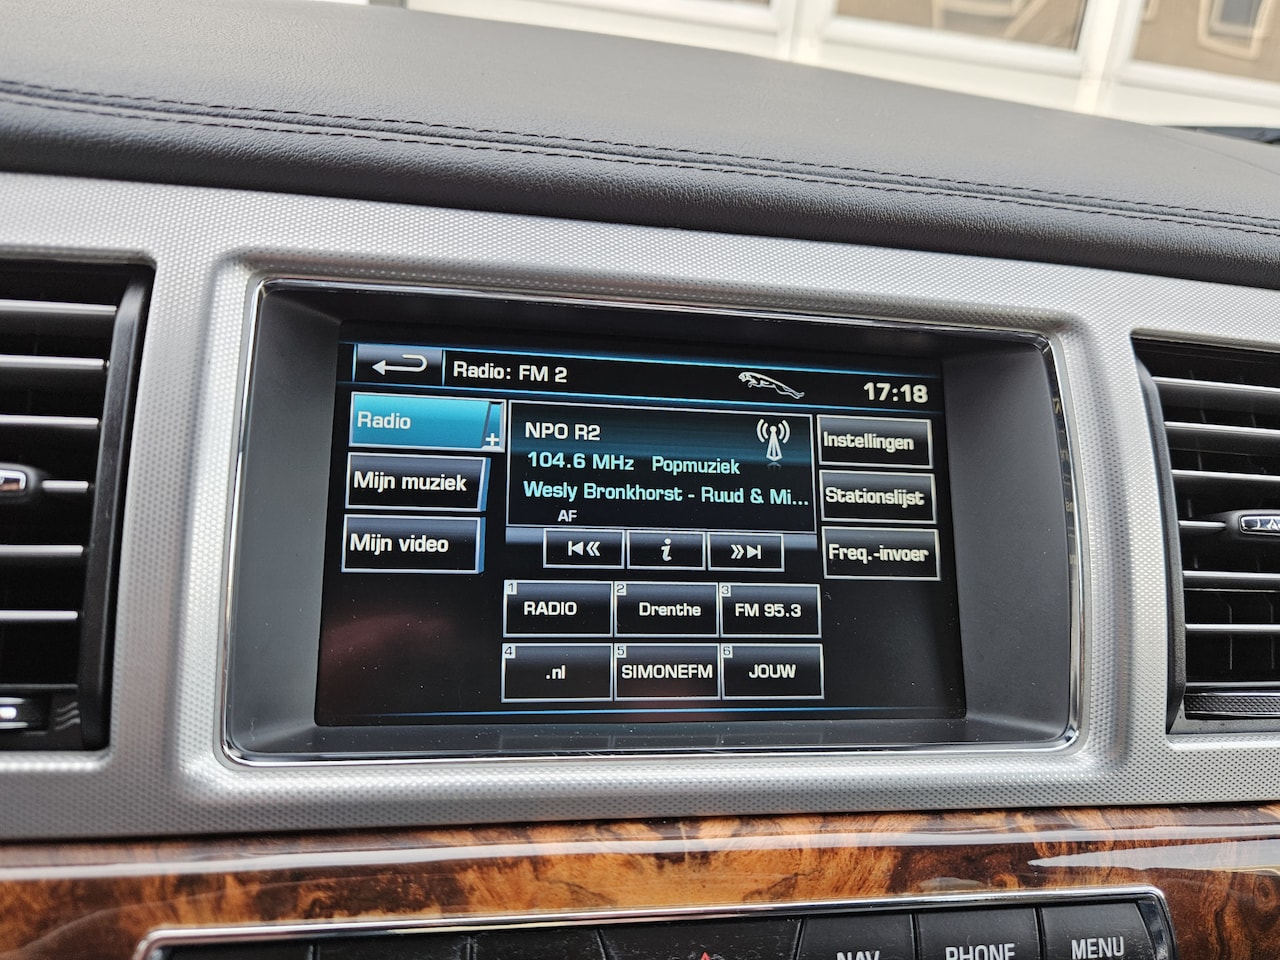 Radio: FM 2
17:18
Radio
+
Mijn muziek
Mijn video
NPO R2
104.6 MHz Popmuziek
Wesly Bronkhorst - Ruud & Mi...
AF
i
Instellingen
Stationslijst
Freq.-invoer
1 RADIO
2 Drenthe
3 FM 95.3
4 .nl
5 SIMONEFM
6 JOUW
NAV
PHONE
MENU